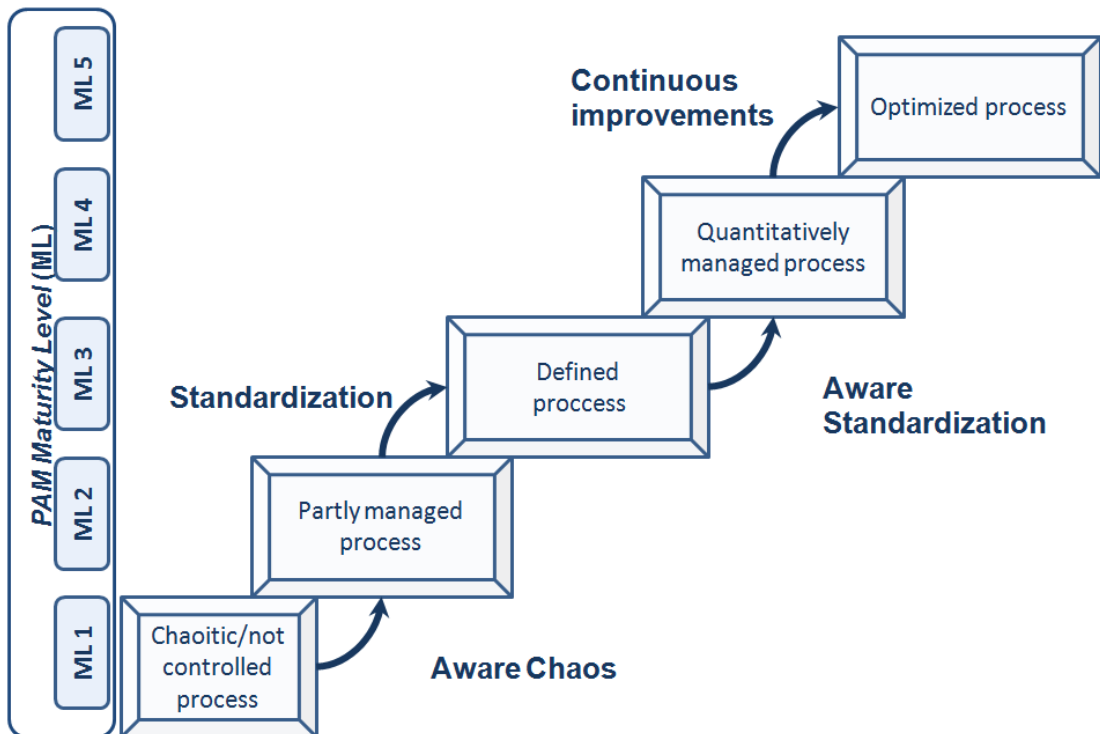 PAM Maturity Level (ML)
ML 5
ML 4
ML 3
ML 2
ML 1
Continuous
improvements
Optimized process
Quantitatively
managed process
Standardization
Defined
proccess
Aware
Standardization
Partly managed
process
Chaoitic/not
controlled
process
Aware Chaos